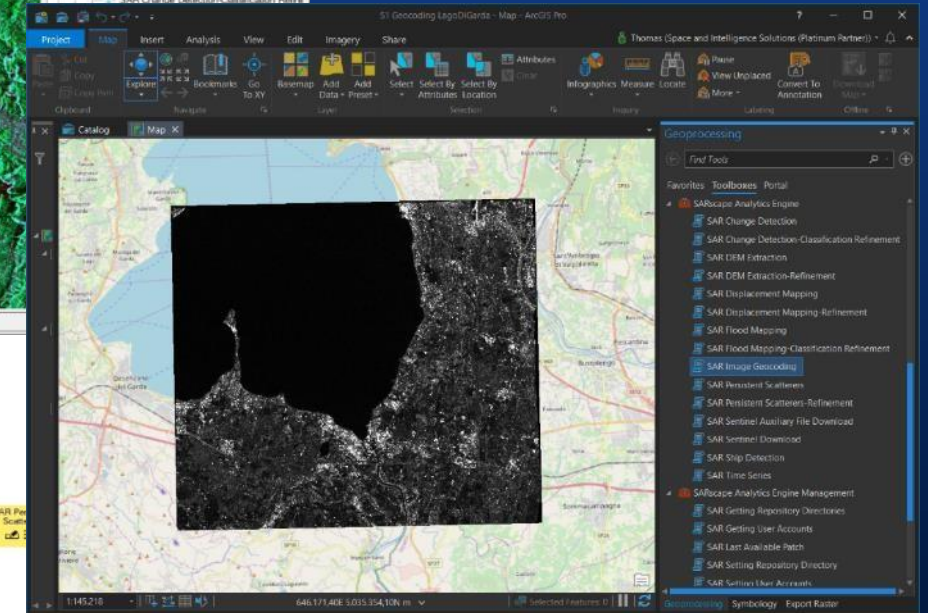 S1 Geocoding LagoDiGarda - Map - ArcGIS Pro
Project Map Insert Analysis View Edit Imagery Share
Thomas (Space and Intelligence Solutions (Platinum Partner))
Cut
Copy
Explore Bookmarks Go To XY
Basemap Add Data Add Preset
Select Select By Attributes Select By Location
Attributes
Clear
Infographics Measure Locate
Pause
View Unplaced
More
Convert To Annotation
Download Map
Clipboard Navigate Layer Selection Inquiry Labeling Offline
Catalog Map
Geoprocessing
Find Tools
Favorites Toolboxes Portal
SARscape Analytics Engine
SAR Change Detection
SAR Change Detection-Classification Refinement
SAR DEM Extraction
SAR DEM Extraction-Refinement
SAR Displacement Mapping
SAR Displacement Mapping-Refinement
SAR Flood Mapping
SAR Flood Mapping-Classification Refinement
SAR Image Geocoding
SAR Persistent Scatterers
SAR Persistent Scatterers-Refinement
SAR Sentinel Auxiliary File Download
SAR Sentinel Download
SAR Ship Detection
SAR Time Series
SARscape Analytics Engine Management
SAR Getting Repository Directories
SAR Getting User Accounts
SAR Last Available Patch
SAR Setting Repository Directory
SAR Setting User Accounts
1:145.218
646.171,40E 5.035.354,10N m
Selected Features: 0
Geoprocessing Symbology Export Raster